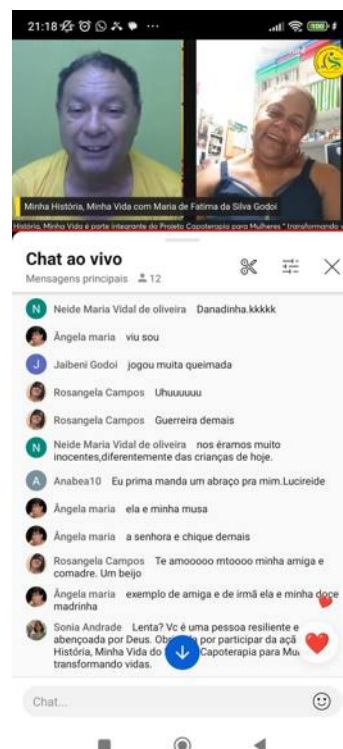 21:18
100
Minha História, Minha Vida com Maria de Fatima da Silva Godoi
História, Minha Vida é parte integrante do Projeto Capoterapia para Mulheres " transformando v
Chat ao vivo
Mensagens principais 12
N Neide Maria Vidal de oliveira Danadinha.kkkkk
Ângela maria viu sou
J Jaibeni Godoi jogou muita queimada
Rosangela Campos Uhuuuuuu
Rosangela Campos Guerreira demais
N Neide Maria Vidal de oliveira nos éramos muito
inocentes,diferentemente das crianças de hoje.
A Anabea10 Eu prima manda um abraço pra mim.Lucireide
Ângela maria ela e minha musa
Ângela maria a senhora e chique demais
Rosangela Campos Te amooooo mtoooo minha amiga e
comadre. Um beijo
Ângela maria exemplo de amiga e de irmã ela e minha doce
madrinha
Sonia Andrade Lenta? Vc é uma pessoa resiliente e
abençoada por Deus. por participar da açã
História, Minha Vida do Capoterapia para Mu
transformando vidas.
Chat...